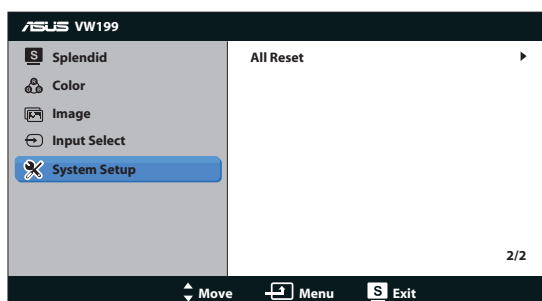 ASUS VW199
S Splendid
Color
Image
Input Select
System Setup
All Reset
2/2
Move Menu S Exit